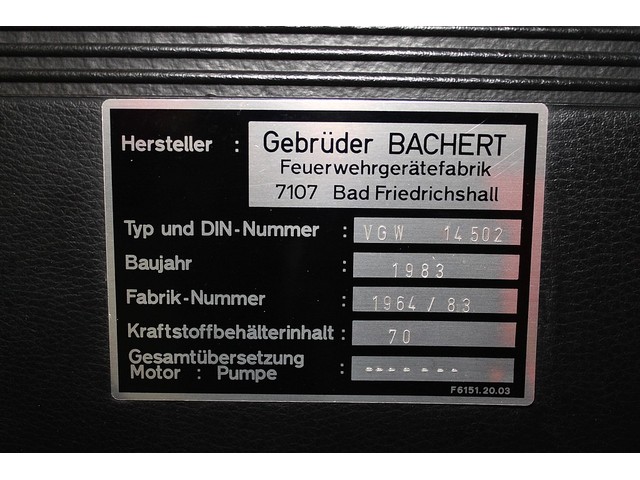 Hersteller : Gebrüder BACHERT
Feuerwehrgerätefabrik
7107 Bad Friedrichshall
Typ und DIN-Nummer : VGW 14502
Baujahr : 1983
Fabrik-Nummer : 1964/83
Kraftstoffbehälterinhalt : 70
Gesamtübersetzung
Motor : Pumpe : -------
F6151.20.03